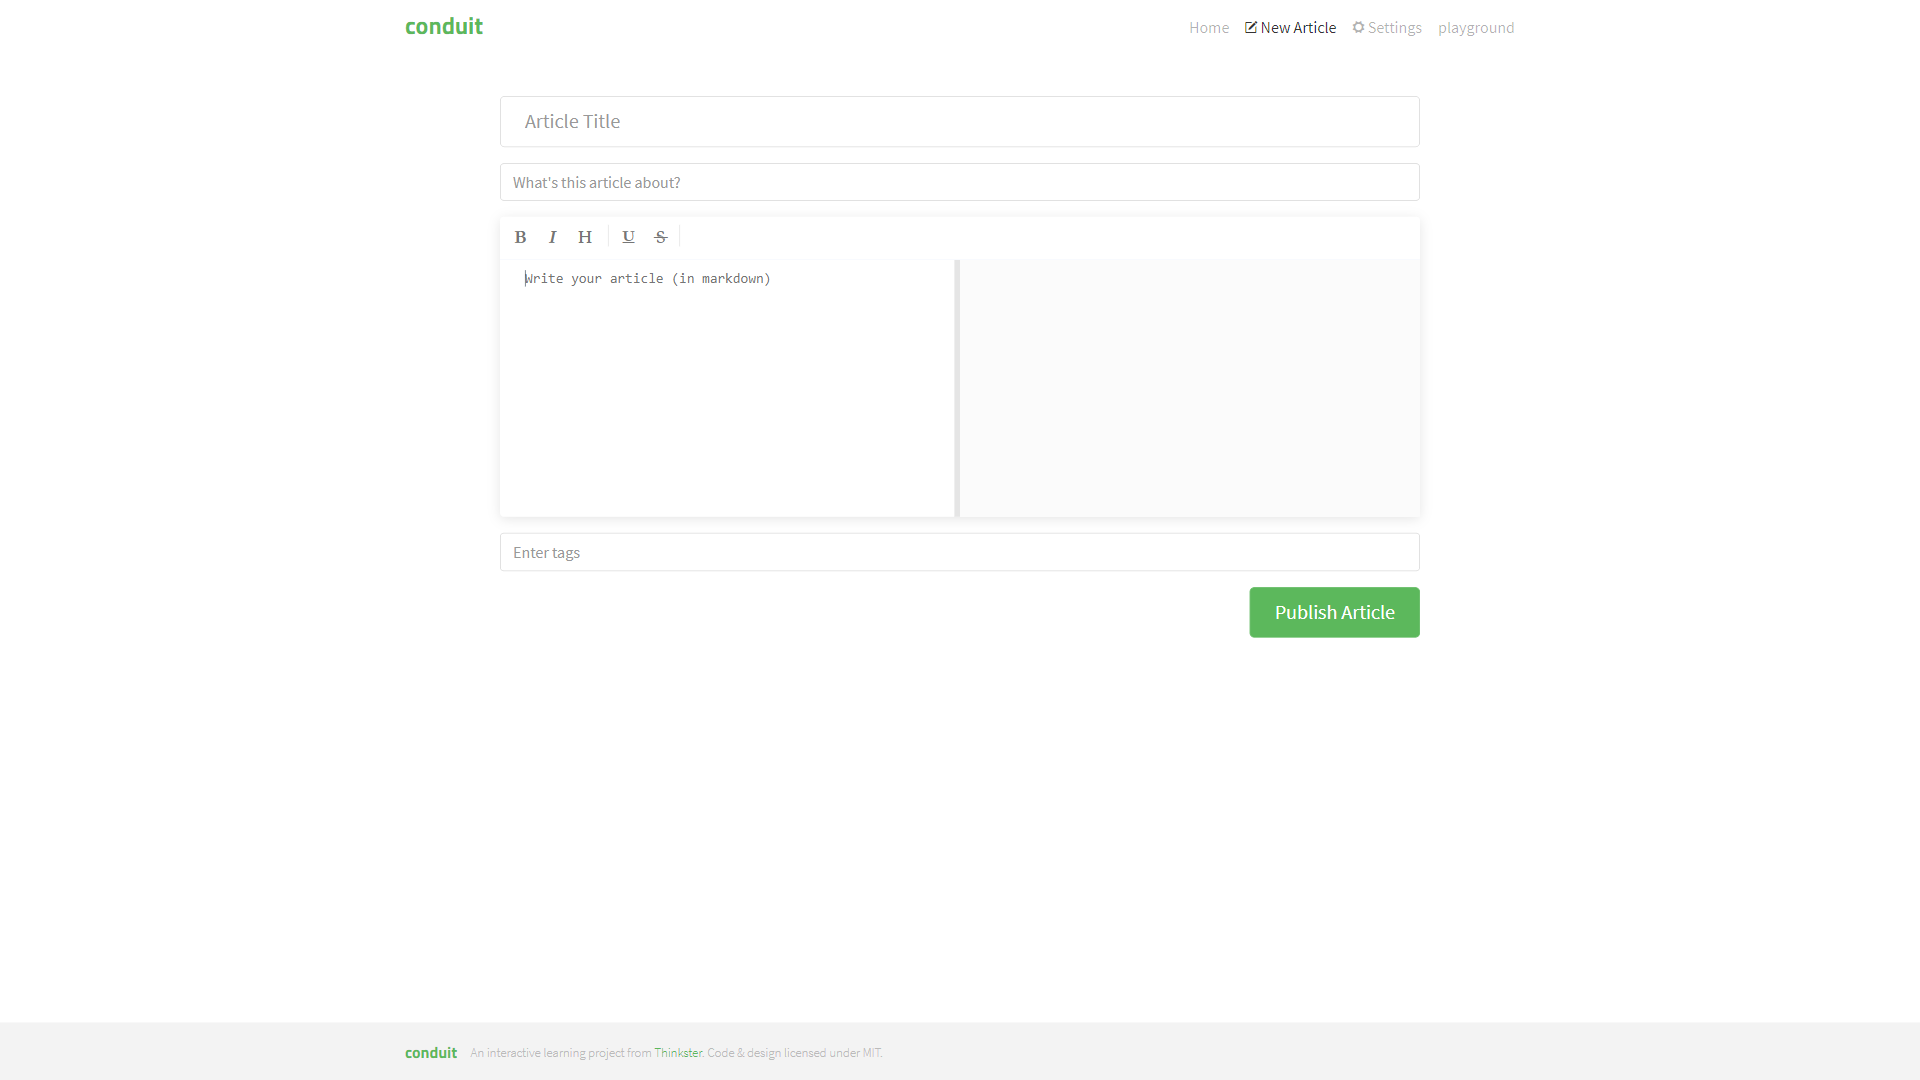 conduit
Home New Article Settings playground
Article Title
What's this article about?
B I H U S
Write your article (in markdown)
Enter tags
Publish Article
conduit An interactive learning project from Thinkster. Code & design licensed under MIT.